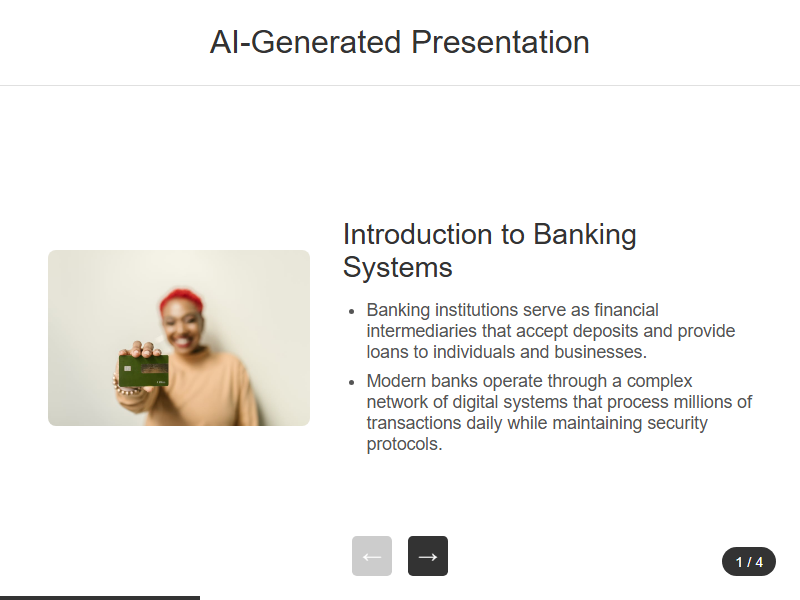 AI-Generated Presentation
Introduction to Banking
Systems
• Banking institutions serve as financial
intermediaries that accept deposits and provide
loans to individuals and businesses.
• Modern banks operate through a complex
network of digital systems that process millions of
transactions daily while maintaining security
protocols.
← →
1 / 4